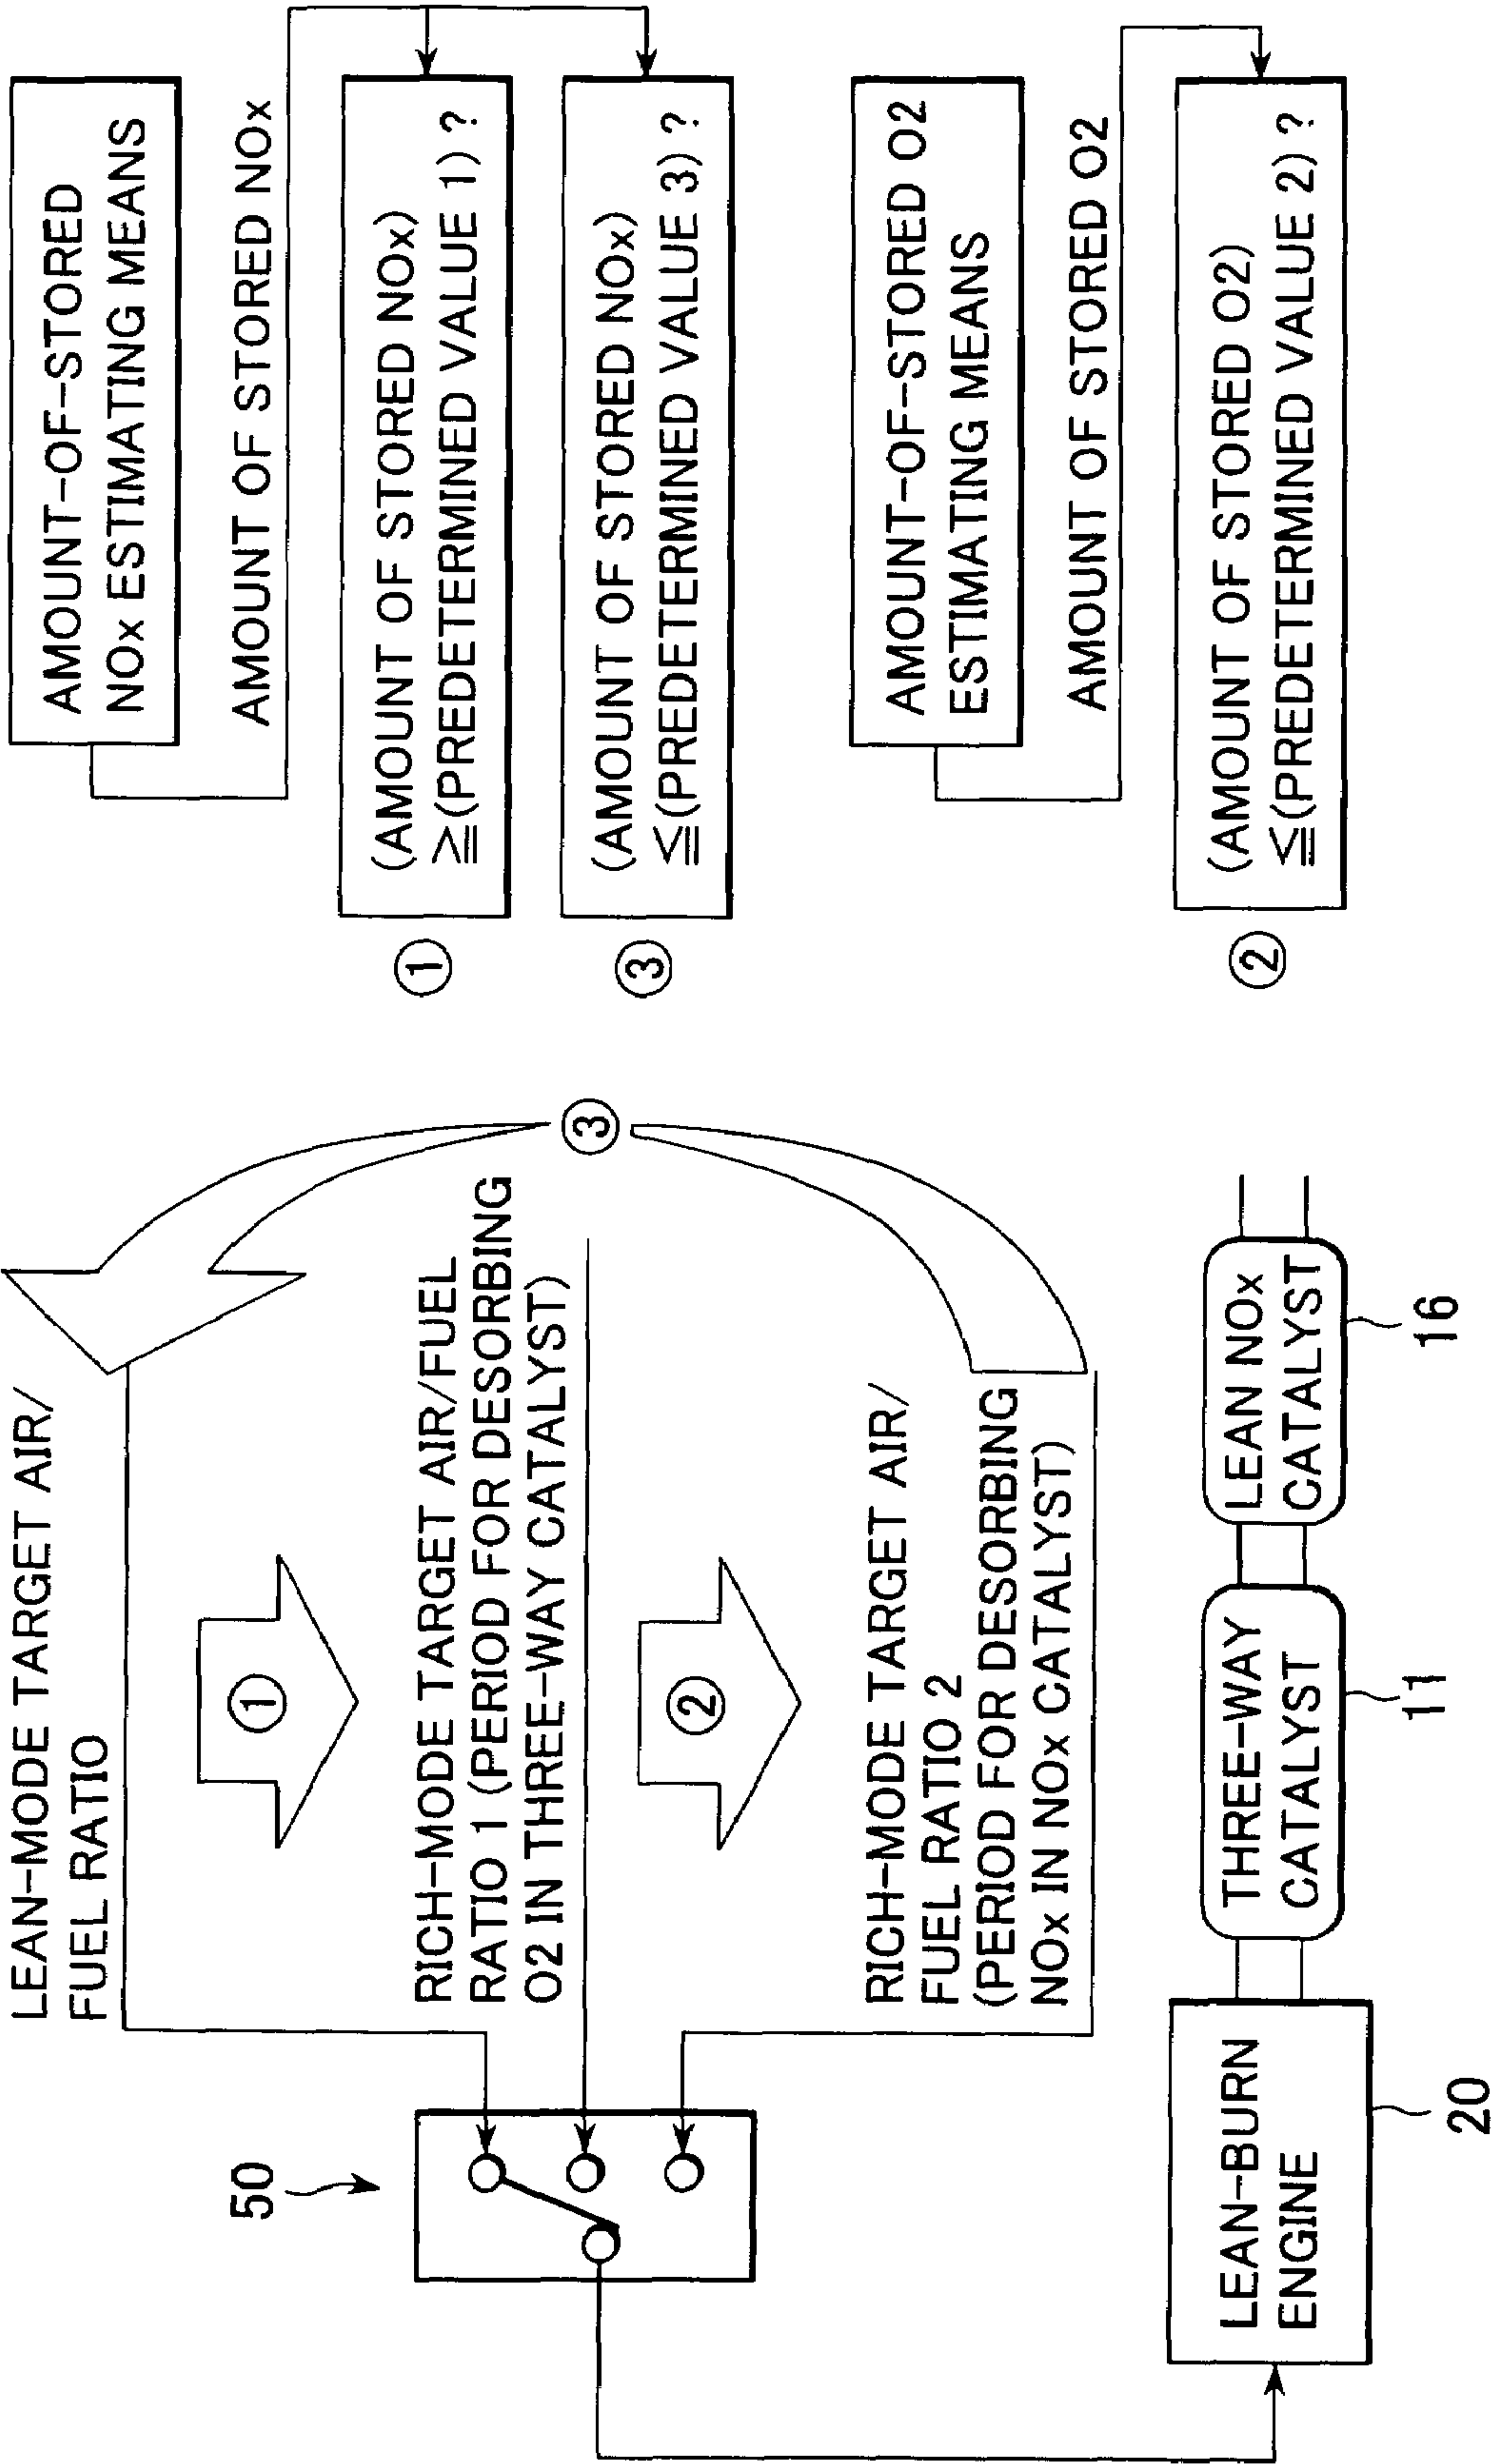 LEAN-MODE TARGET AIR/
FUEL RATIO
①
RICH-MODE TARGET AIR/FUEL
RATIO 1 (PERIOD FOR DESORBING
O2 IN THREE-WAY CATALYST)
②
RICH-MODE TARGET AIR/
FUEL RATIO 2
(PERIOD FOR DESORBING
NOx IN NOx CATALYST)
③
50
LEAN-BURN
ENGINE
20
THREE-WAY
CATALYST
11
LEAN NOx
CATALYST
16
AMOUNT-OF-STORED
NOx ESTIMATING MEANS
AMOUNT OF STORED NOx
①
(AMOUNT OF STORED NOx)
≧(PREDETERMINED VALUE 1) ?
③
(AMOUNT OF STORED NOx)
≦(PREDETERMINED VALUE 3) ?
AMOUNT-OF-STORED O2
ESTIMATING MEANS
AMOUNT OF STORED O2
②
(AMOUNT OF STORED O2)
≦(PREDETERMINED VALUE 2) ?